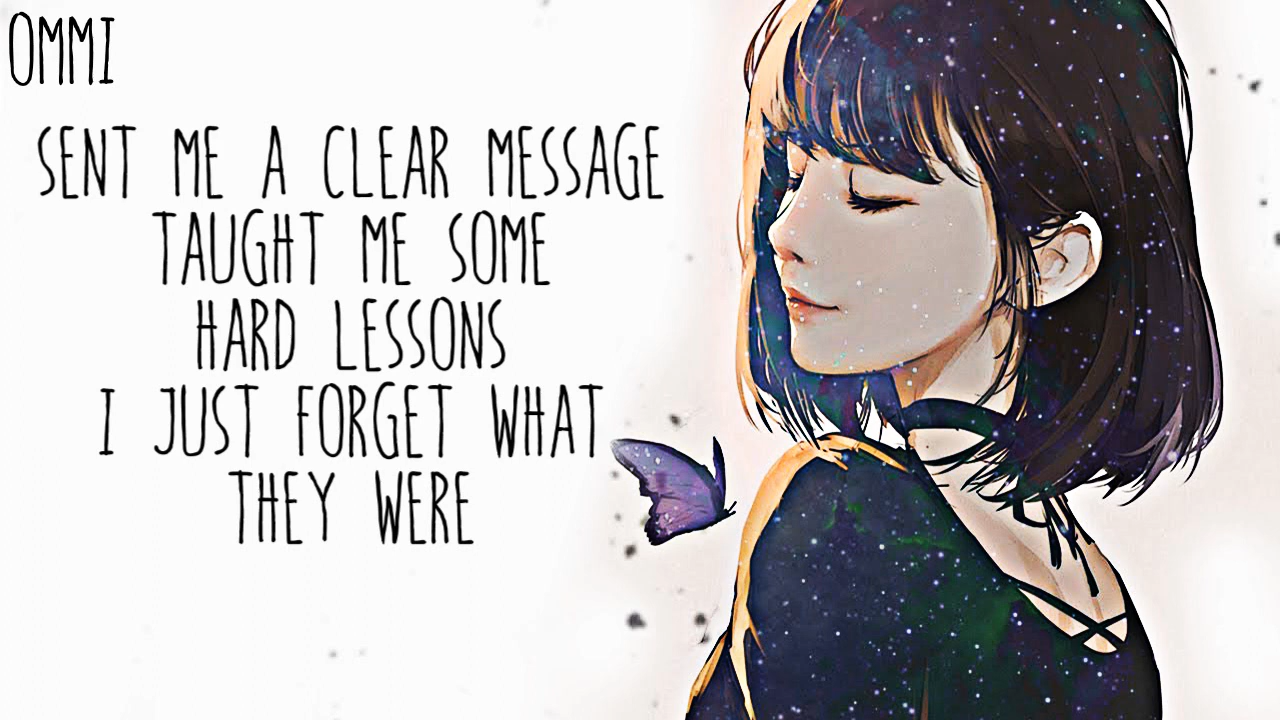 OMMI
SENT ME A CLEAR MESSAGE
TAUGHT ME SOME
HARD LESSONS
I JUST FORGET WHAT
THEY WERE